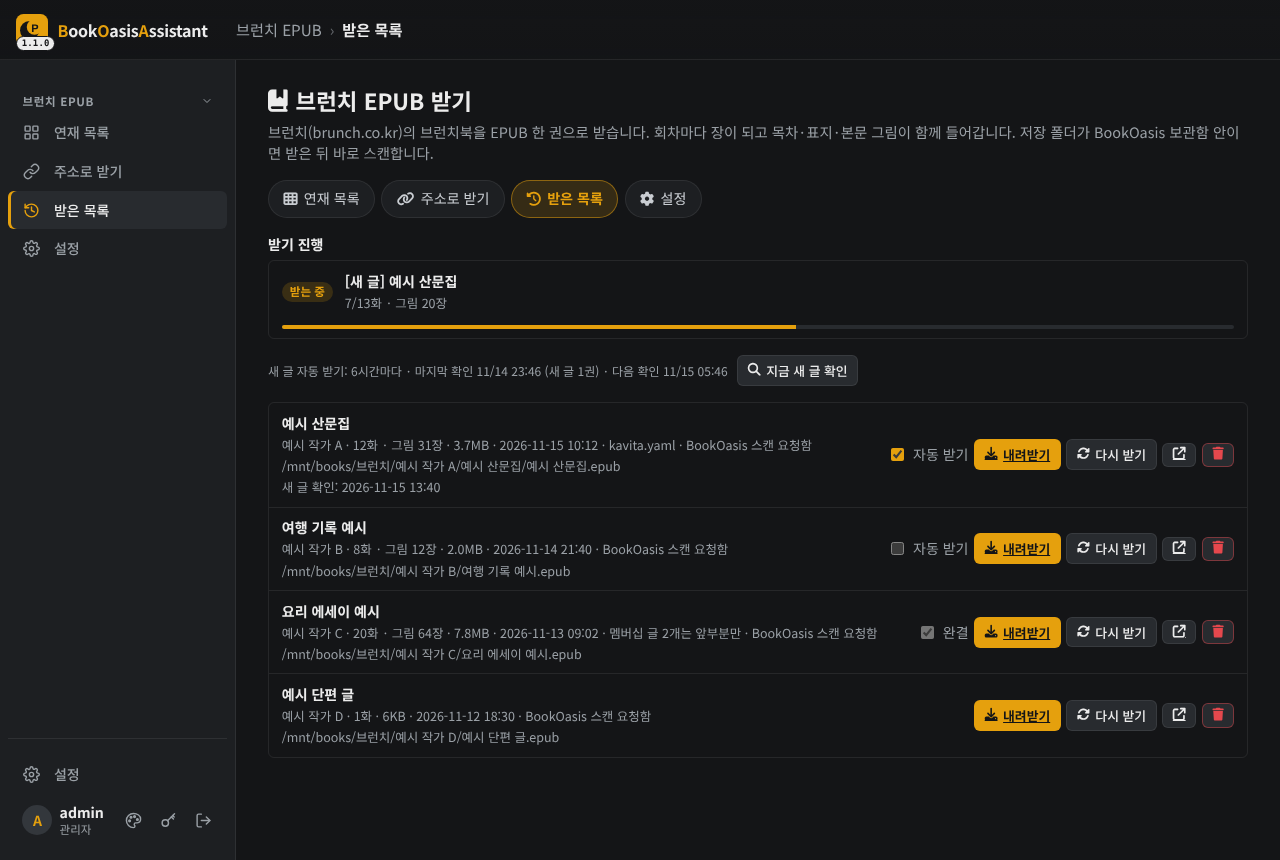 P
1.1.0
BookOasisAssistant
브런치 EPUB › 받은 목록
브런치 EPUB
연재 목록
주소로 받기
받은 목록
설정
브런치 EPUB 받기
브런치(brunch.co.kr)의 브런치북을 EPUB 한 권으로 받습니다. 회차마다 장이 되고 목차·표지·본문 그림이 함께 들어갑니다. 저장 폴더가 BookOasis 보관함 안이
면 받은 뒤 바로 스캔합니다.
연재 목록 주소로 받기 받은 목록 설정
받기 진행
받는 중
[새 글] 예시 산문집
7/13화 · 그림 20장
새 글 자동 받기: 6시간마다 · 마지막 확인 11/14 23:46 (새 글 1권) · 다음 확인 11/15 05:46 지금 새 글 확인
예시 산문집
예시 작가 A · 12화 · 그림 31장 · 3.7MB · 2026-11-15 10:12 · kavita.yaml · BookOasis 스캔 요청함
/mnt/books/브런치/예시 작가 A/예시 산문집/예시 산문집.epub
새 글 확인: 2026-11-15 13:40
자동 받기 내려받기 다시 받기
여행 기록 예시
예시 작가 B · 8화 · 그림 12장 · 2.0MB · 2026-11-14 21:40 · BookOasis 스캔 요청함
/mnt/books/브런치/예시 작가 B/여행 기록 예시.epub
자동 받기 내려받기 다시 받기
요리 에세이 예시
예시 작가 C · 20화 · 그림 64장 · 7.8MB · 2026-11-13 09:02 · 멤버십 글 2개는 앞부분만 · BookOasis 스캔 요청함
/mnt/books/브런치/예시 작가 C/요리 에세이 예시.epub
완결 내려받기 다시 받기
예시 단편 글
예시 작가 D · 1화 · 6KB · 2026-11-12 18:30 · BookOasis 스캔 요청함
/mnt/books/브런치/예시 작가 D/예시 단편 글.epub
내려받기 다시 받기
설정
A
admin
관리자